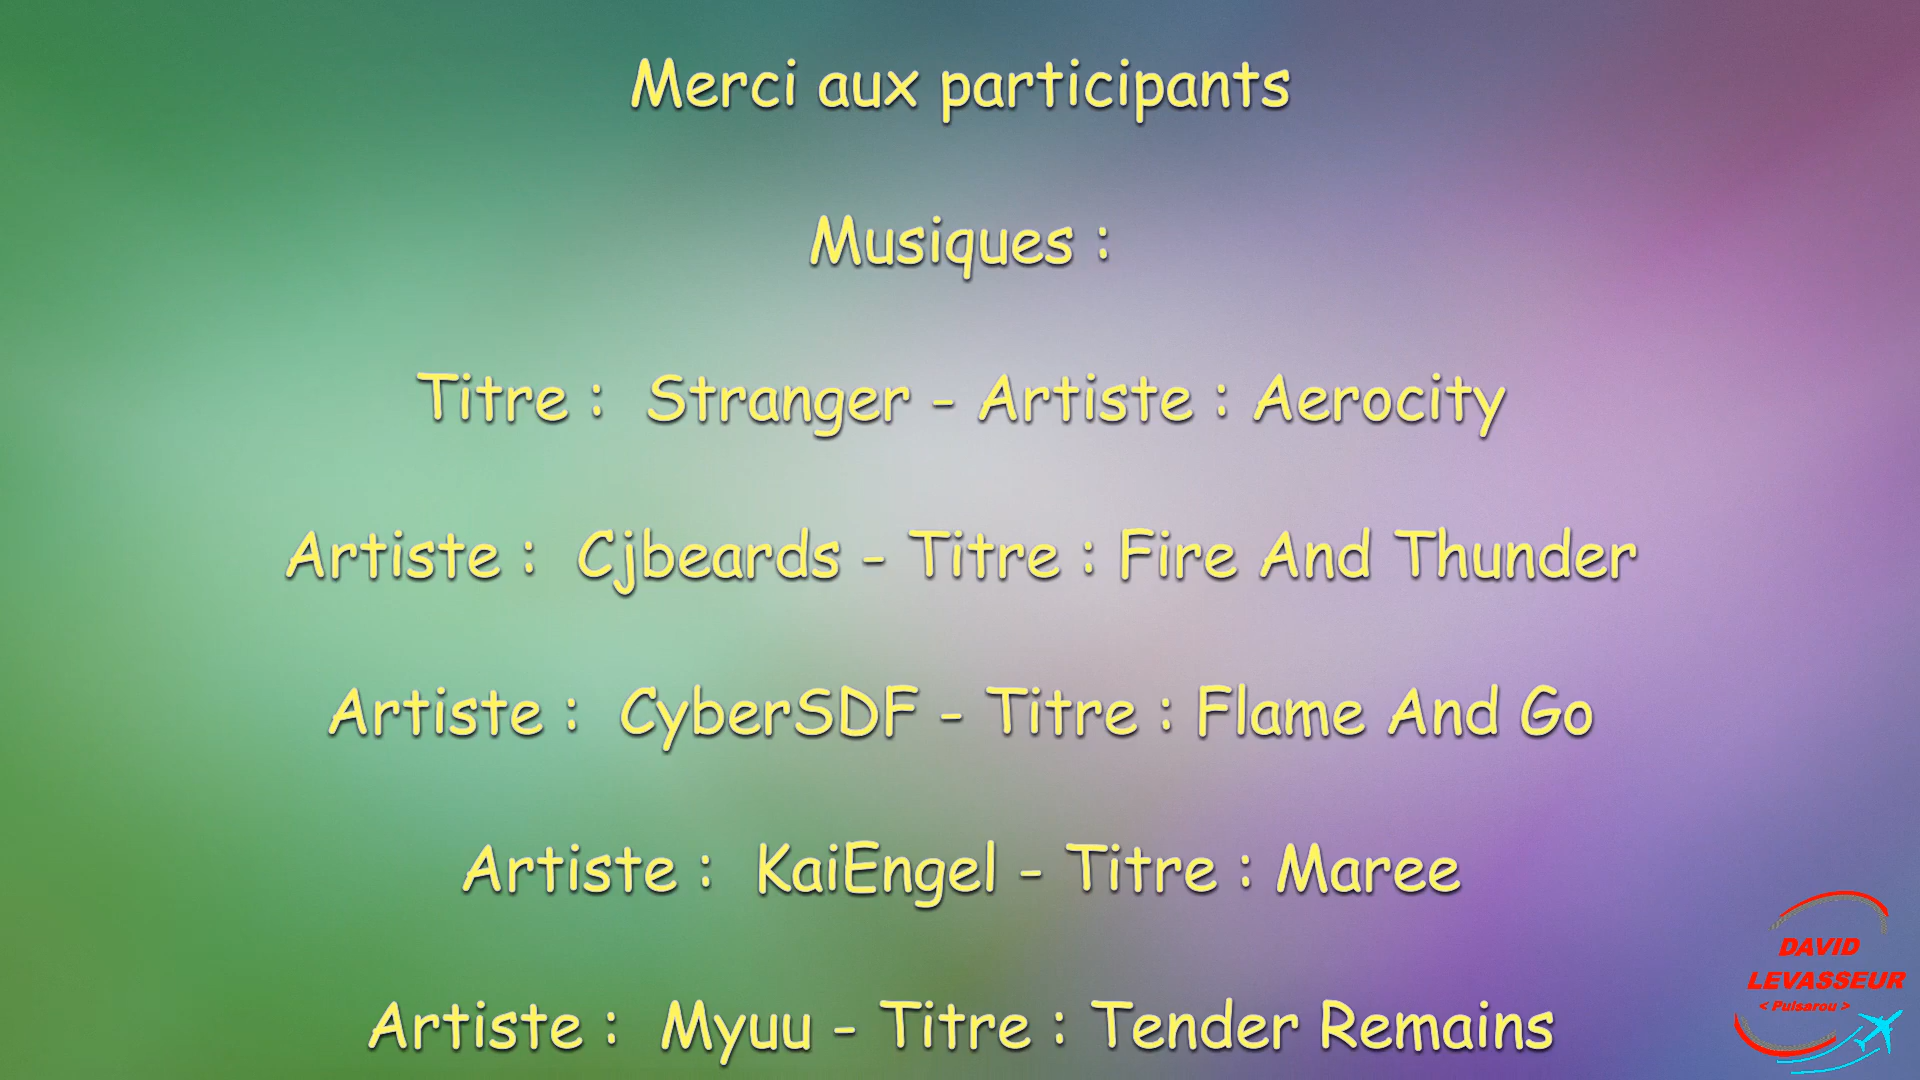 Merci aux participants
Musiques :
Titre : Stranger - Artiste : Aerocity
Artiste : Cjbeards - Titre : Fire And Thunder
Artiste : CyberSDF - Titre : Flame And Go
Artiste : KaiEngel - Titre : Maree
Artiste : Myuu - Titre : Tender Remains
DAVID
LEVASSEUR
< Pulsarou >